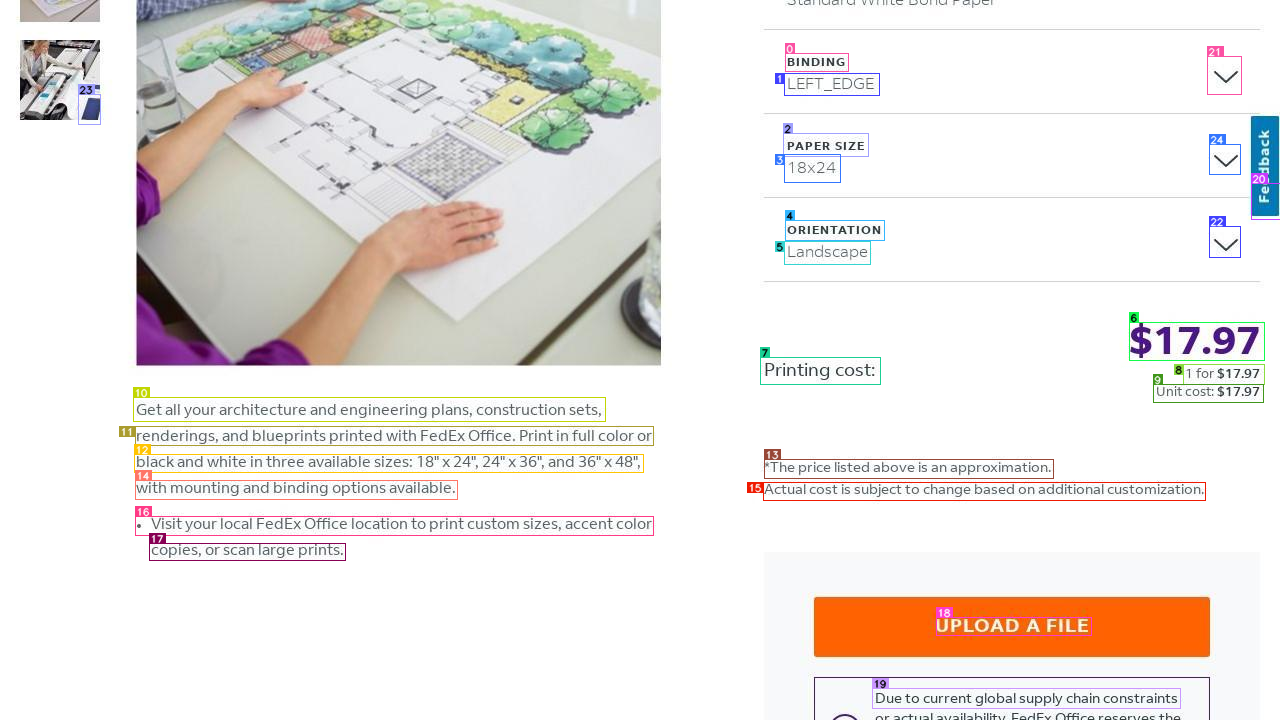 Standard White Bond Paper
BINDING
LEFT_EDGE
PAPER SIZE
18x24
Feedback
ORIENTATION
Landscape
$17.97
Printing cost:
1 for $17.97
Unit cost: $17.97
Get all your architecture and engineering plans, construction sets,
renderings, and blueprints printed with FedEx Office. Print in full color or
black and white in three available sizes: 18" x 24", 24" x 36", and 36" x 48",
with mounting and binding options available.
• Visit your local FedEx Office location to print custom sizes, accent color
copies, or scan large prints.
*The price listed above is an approximation.
Actual cost is subject to change based on additional customization.
UPLOAD A FILE
Due to current global supply chain constraints
or actual availability, FedEx Office reserves the
0
1
2
3
4
5
6
7
8
9
10
11
12
13
14
15
16
17
18
19
20
21
22
23
24